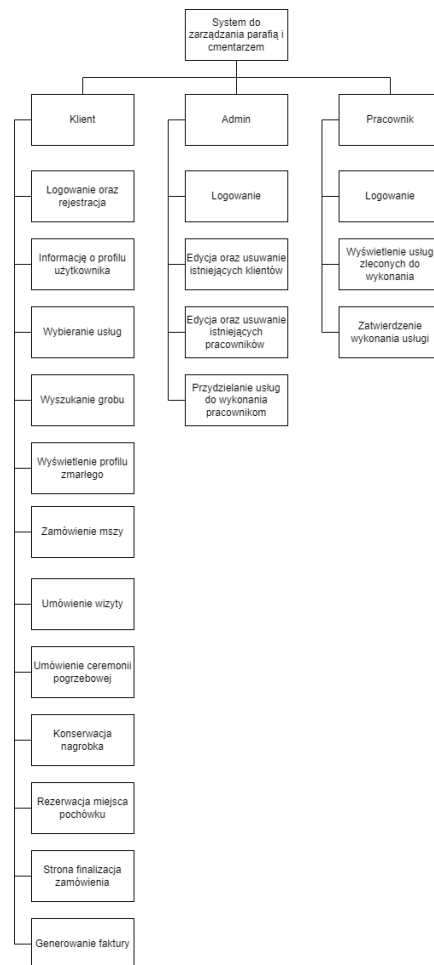 System do
zarządzania parafią i
cmentarzem
Klient
Admin
Pracownik
Logowanie oraz
rejestracja
Logowanie
Logowanie
Informację o profilu
użytkownika
Edycja oraz usuwanie
istniejących klientów
Wyświetlenie usług
zleconych do
wykonania
Wybieranie usług
Edycja oraz usuwanie
istniejących
pracowników
Zatwierdzenie
wykonania usługi
Wyszukanie grobu
Przydzielanie usług
do wykonania
pracownikom
Wyświetlenie profilu
zmarłego
Zamówienie mszy
Umówienie wizyty
Umówienie ceremonii
pogrzebowej
Konserwacja
nagrobka
Rezerwacja miejsca
pochówku
Strona finalizacja
zamówienia
Generowanie faktury